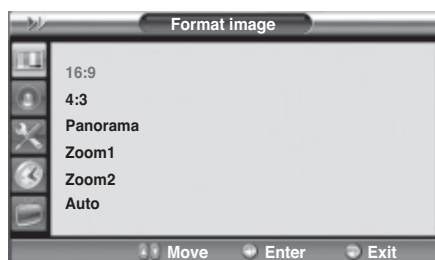 Format image
16:9
4:3
Panorama
Zoom1
Zoom2
Auto
Move Enter Exit